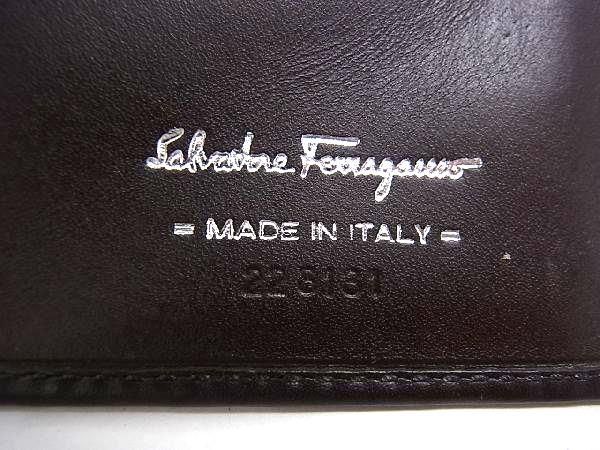 Salvatore Ferragamo
= MADE IN ITALY =
22 8131